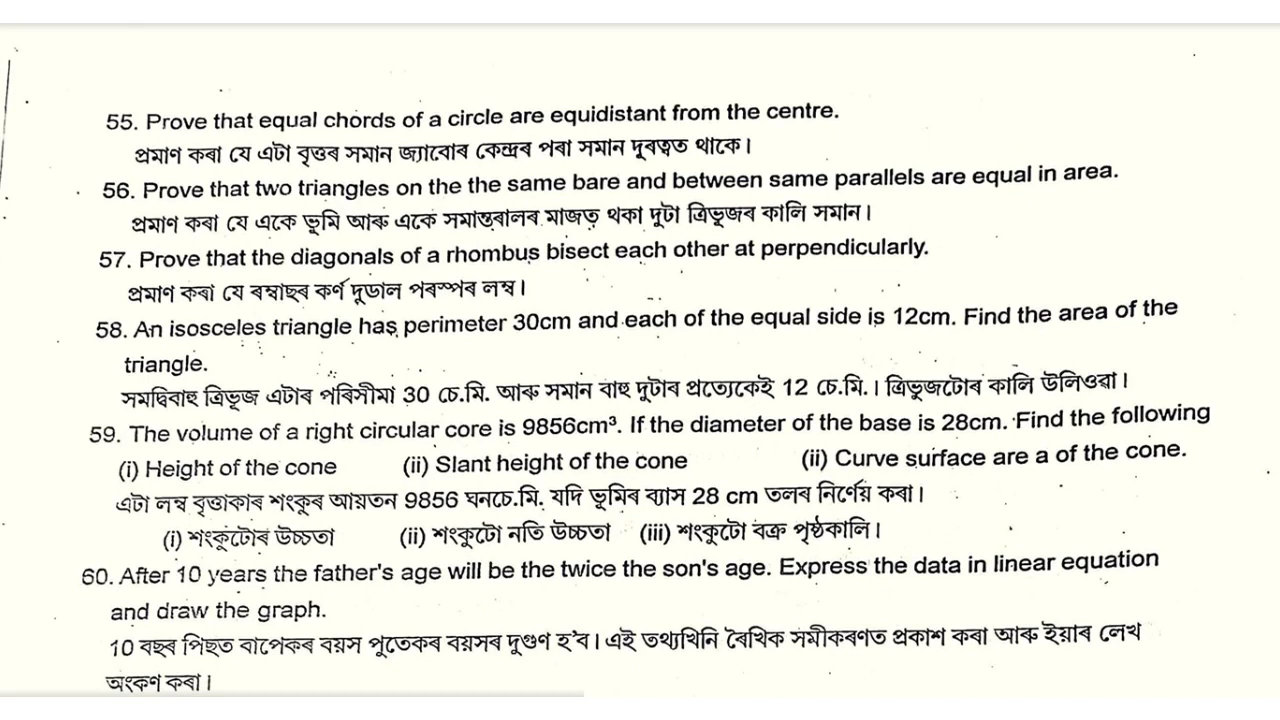 55. Prove that equal chords of a circle are equidistant from the centre.
প্ৰমাণ কৰা যে এটা বৃত্তৰ সমান জ্যাবোৰ কেন্দ্ৰৰ পৰা সমান দূৰত্বত থাকে।
56. Prove that two triangles on the the same bare and between same parallels are equal in area.
প্ৰমাণ কৰা যে একে ভূমি আৰু একে সমান্তৰালৰ মাজত থকা দুটা ত্ৰিভূজৰ কালি সমান।
57. Prove that the diagonals of a rhombus bisect each other at perpendicularly.
প্ৰমাণ কৰা যে ৰম্বাছৰ কৰ্ণ দুডাল পৰস্পৰ লম্ব।
58. An isosceles triangle has perimeter 30cm and each of the equal side is 12cm. Find the area of the
triangle.
সমদ্বিবাহু ত্ৰিভূজ এটাৰ পৰিসীমা 30 চে.মি. আৰু সমান বাহু দুটাৰ প্ৰত্যেকেই 12 চে.মি.। ত্ৰিভুজটোৰ কালি উলিওৱা।
59. The volume of a right circular core is 9856cm³. If the diameter of the base is 28cm. Find the following
(i) Height of the cone (ii) Slant height of the cone (ii) Curve surface are a of the cone.
এটা লম্ব বৃত্তাকাৰ শংকুৰ আয়তন 9856 ঘনচে.মি. যদি ভূমিৰ ব্যাস 28 cm তলৰ নিৰ্ণেয় কৰা।
(i) শংকুটোৰ উচ্চতা (ii) শংকুটো নতি উচ্চতা (iii) শংকুটো বক্ৰ পৃষ্ঠকালি।
60. After 10 years the father's age will be the twice the son's age. Express the data in linear equation
and draw the graph.
10 বছৰ পিছত বাপেকৰ বয়স পুতেকৰ বয়সৰ দুগুণ হ'ব। এই তথ্যখিনি ৰৈখিক সমীকৰণত প্ৰকাশ কৰা আৰু ইয়াৰ লেখ
অংকণ কৰা।